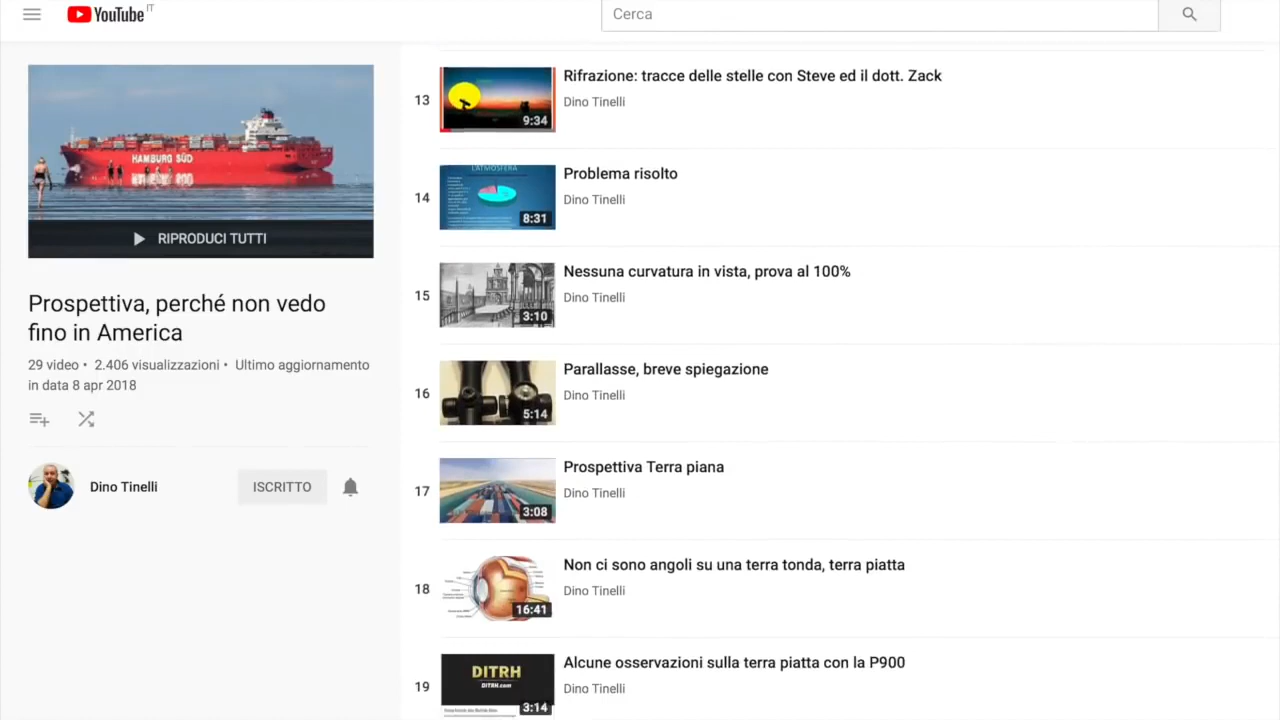 YouTube IT
Cerca
HAMBURG SÜD
RIPRODUCI TUTTI
Prospettiva, perché non vedo
fino in America
29 video • 2.406 visualizzazioni • Ultimo aggiornamento
in data 8 apr 2018
Dino Tinelli
ISCRITTO
13
9:34
Rifrazione: tracce delle stelle con Steve ed il dott. Zack
Dino Tinelli
14
L'ATMOSFERA
8:31
Problema risolto
Dino Tinelli
15
3:10
Nessuna curvatura in vista, prova al 100%
Dino Tinelli
16
5:14
Parallasse, breve spiegazione
Dino Tinelli
17
3:08
Prospettiva Terra piana
Dino Tinelli
18
16:41
Non ci sono angoli su una terra tonda, terra piatta
Dino Tinelli
19
DITRH
DITRH.com
3:14
Alcune osservazioni sulla terra piatta con la P900
Dino Tinelli